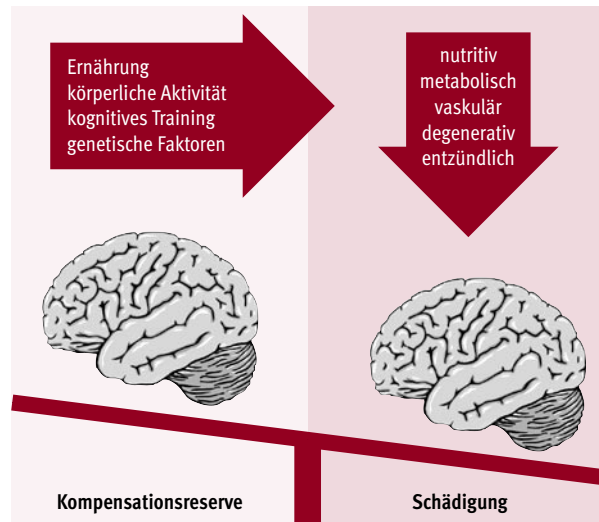 Ernährung
körperliche Aktivität
kognitives Training
genetische Faktoren
nutritiv
metabolisch
vaskulär
degenerativ
entzündlich
Kompensationsreserve
Schädigung